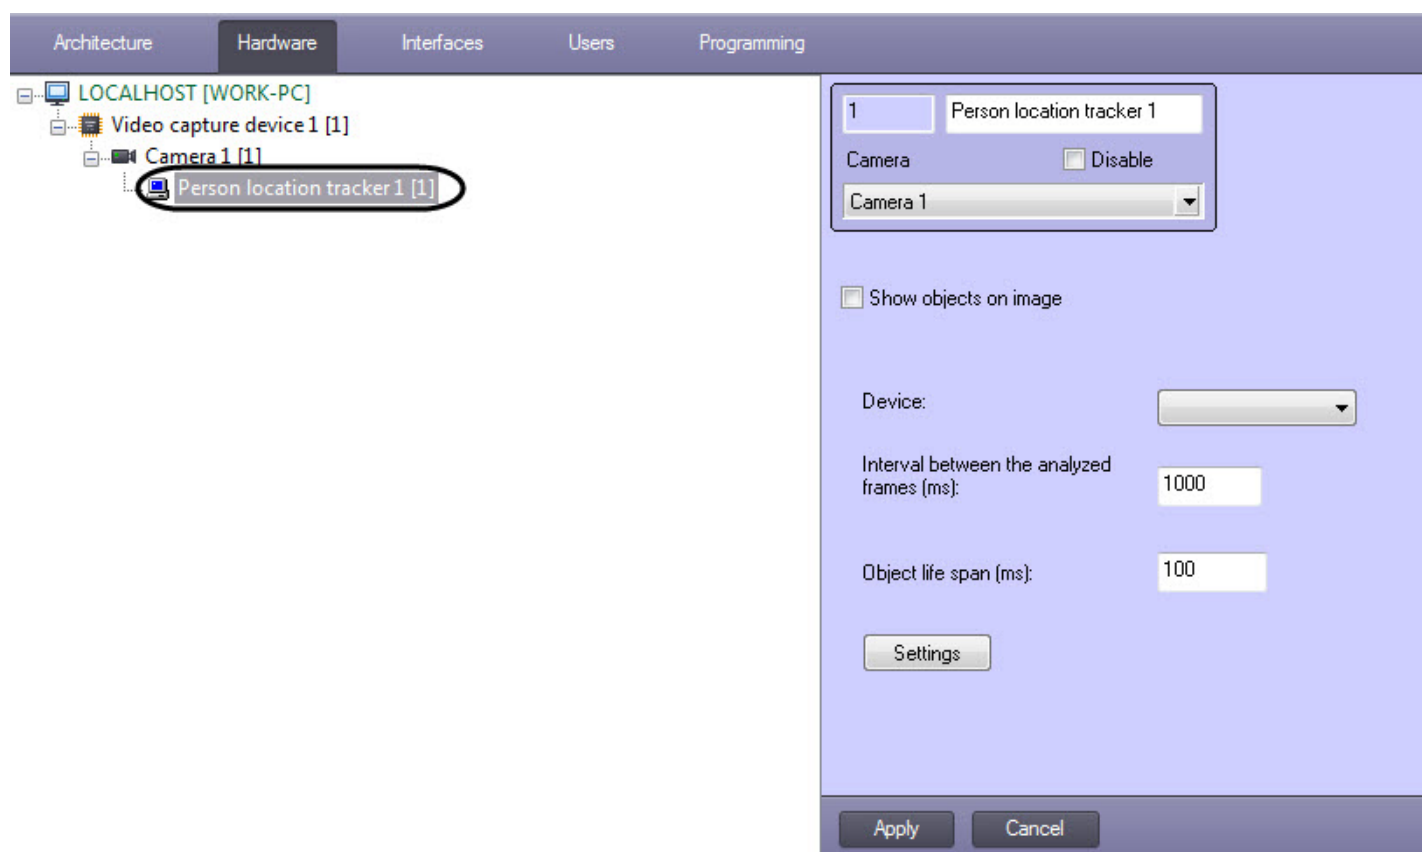 Architecture Hardware Interfaces Users Programming
LOCALHOST [WORK-PC]
Video capture device 1 [1]
Camera 1 [1]
Person location tracker 1 [1]
1 Person location tracker 1
Camera Disable
Camera 1
Show objects on image
Device:
Interval between the analyzed
frames (ms): 1000
Object life span (ms): 100
Settings
Apply Cancel